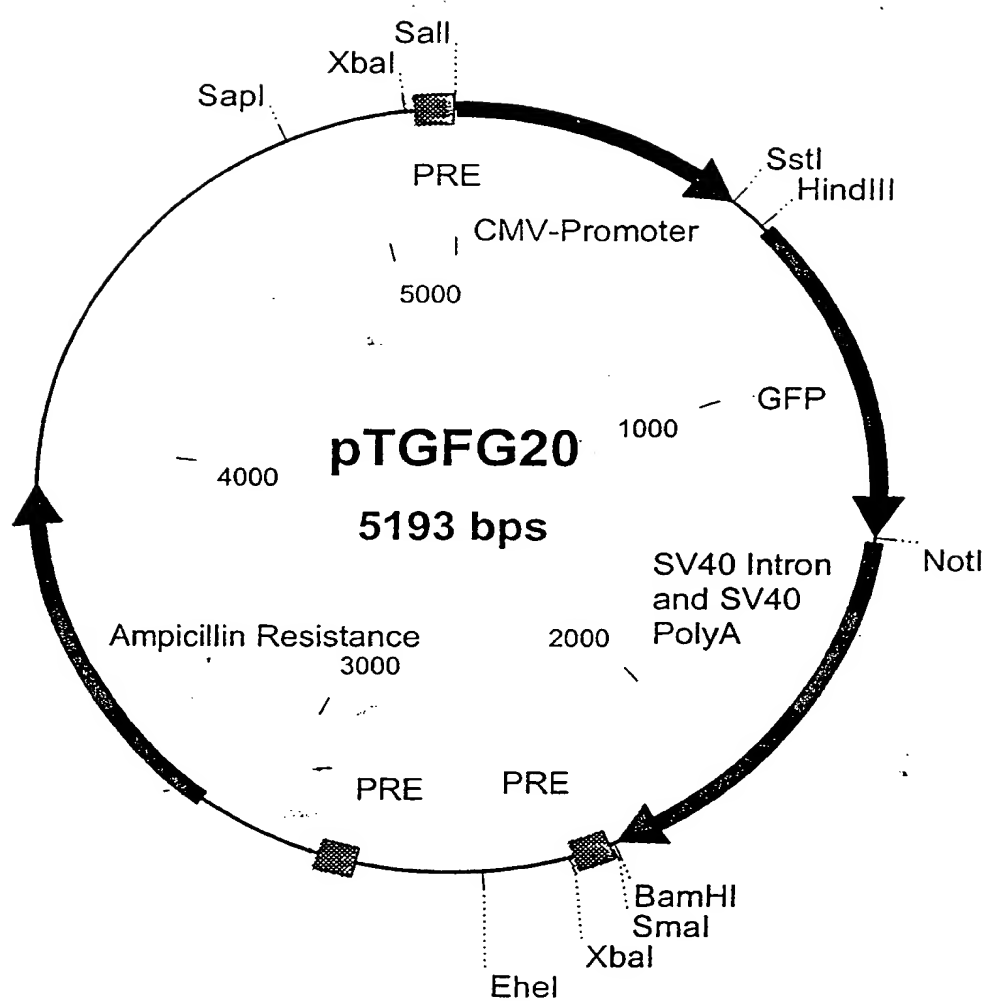 SalI
XbaI
SapI
PRE
SstI
HindIII
CMV-Promoter
5000
GFP
1000
pTGFG20
4000
5193 bps
NotI
SV40 Intron
and SV40
PolyA
Ampicillin Resistance
2000
3000
PRE
PRE
BamHI
SmaI
XbaI
EheI